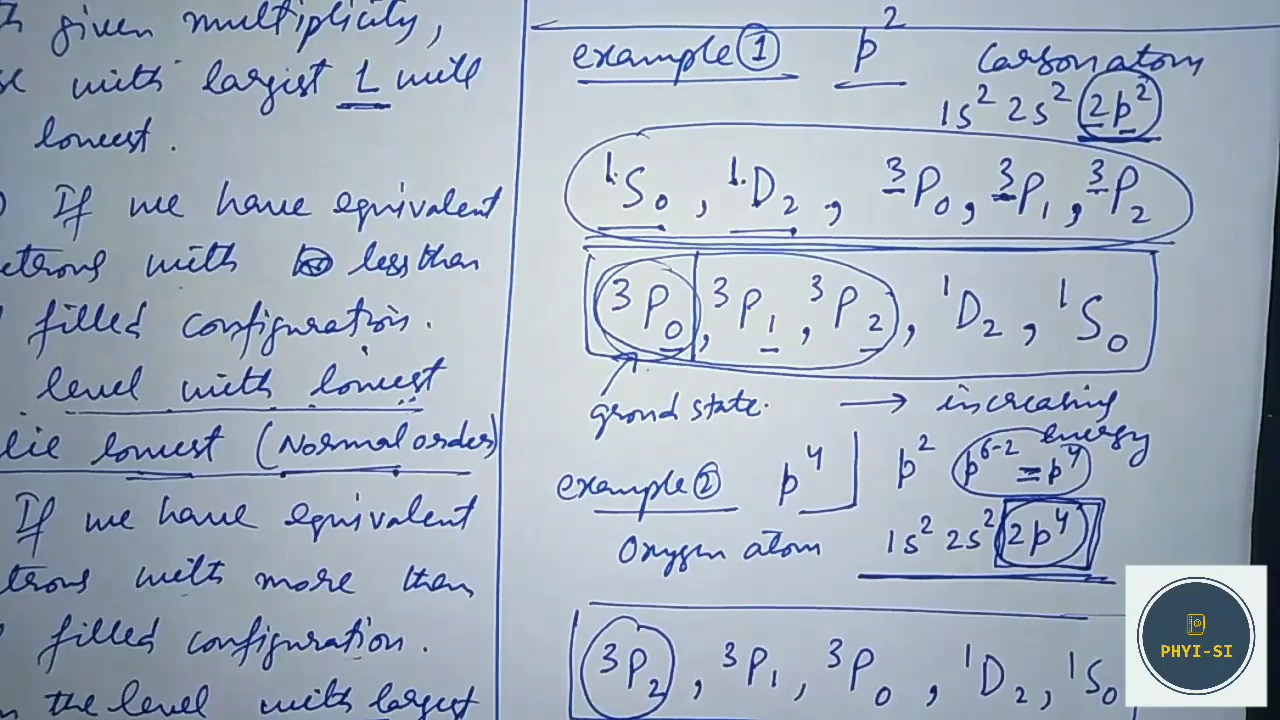 given multiplicity,
with largist L will
lowest.
If we have equivalent
with less than
filled configuration.
level with lowest
lie lowest (Normal order)
If we have equivalent
with more than
filled configuration.
the level with largest
example ① p²
Carbon atom
1s² 2s² 2p²
¹S₀, ¹D₂, ³P₀, ³P₁, ³P₂
³P₀, ³P₁, ³P₂, ¹D₂, ¹S₀
grond state. → increasing
energy
example ② p⁴ p² p⁶⁻² = p⁴
Oxygen atom 1s² 2s² 2p⁴
³P₂, ³P₁, ³P₀, ¹D₂, ¹S₀
PHYI-SI